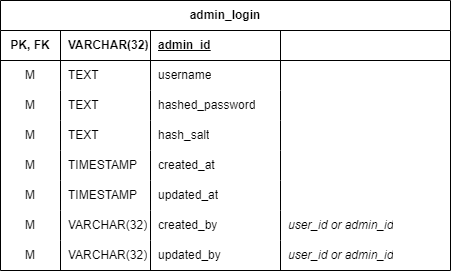 admin_login
PK, FK VARCHAR(32) admin_id
M TEXT username
M TEXT hashed_password
M TEXT hash_salt
M TIMESTAMP created_at
M TIMESTAMP updated_at
M VARCHAR(32) created_by user_id or admin_id
M VARCHAR(32) updated_by user_id or admin_id